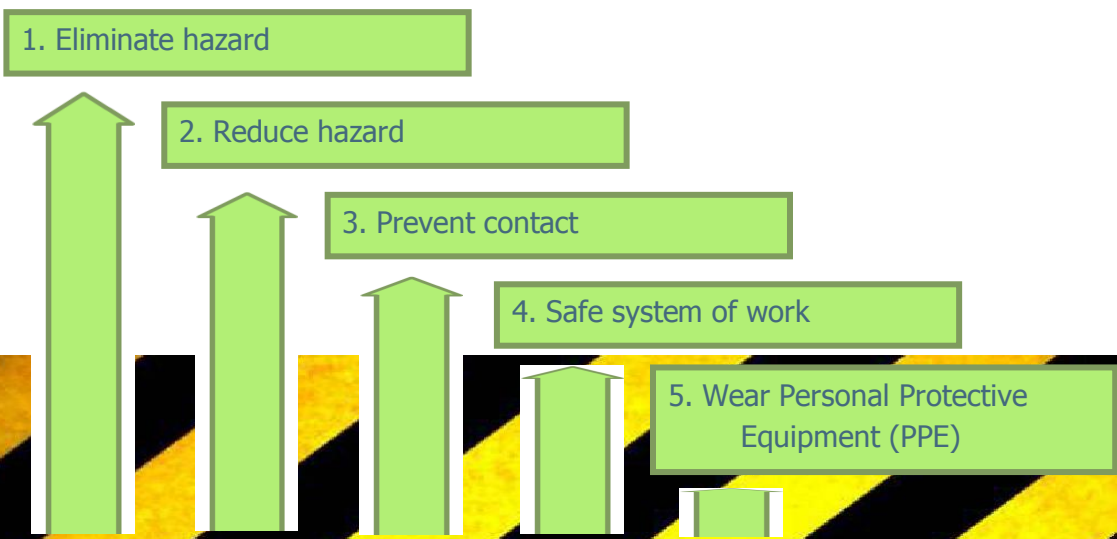 1. Eliminate hazard
2. Reduce hazard
3. Prevent contact
4. Safe system of work
5. Wear Personal Protective
Equipment (PPE)